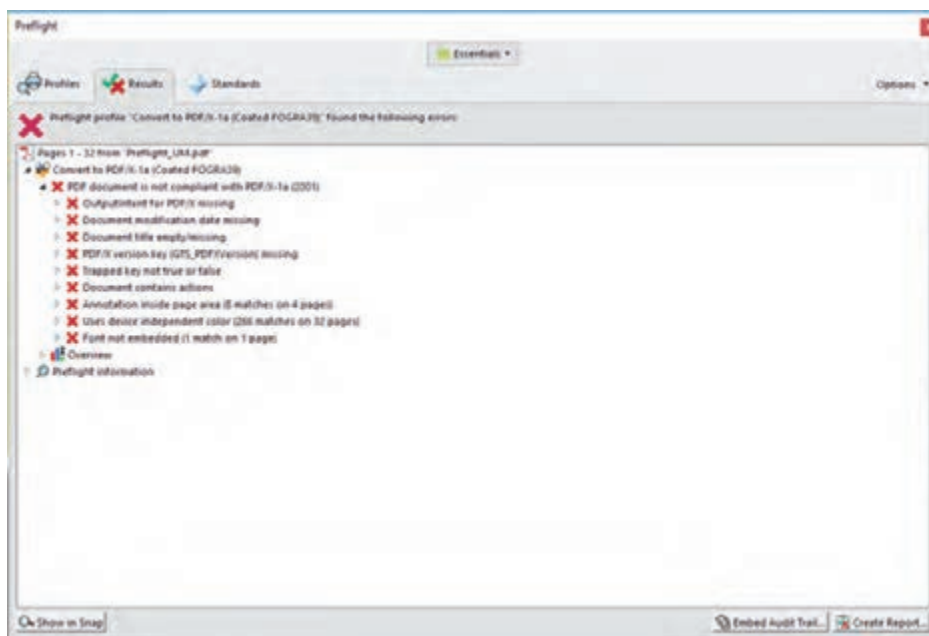 Preflight
Essentials
Profiles Results Standards Options
Preflight profile "Convert to PDF/X-1a (Coated FOGRA39)" found the following errors:
Pages 1 - 32 from "Preflight_UM.pdf"
Convert to PDF/X-1a (Coated FOGRA39)
PDF document is not compliant with PDF/X-1a (2001)
OutputIntent for PDF/X missing
Document modification date missing
Document title empty/missing
PDF/X version key (GTS_PDFXVersion) missing
Trapped key not true or false
Document contains actions
Annotation inside page area (8 matches on 4 pages)
Uses device independent color (266 matches on 32 pages)
Font not embedded (1 match on 1 page)
Overview
Preflight information
Show in Snap Embed Audit Trail... Create Report...